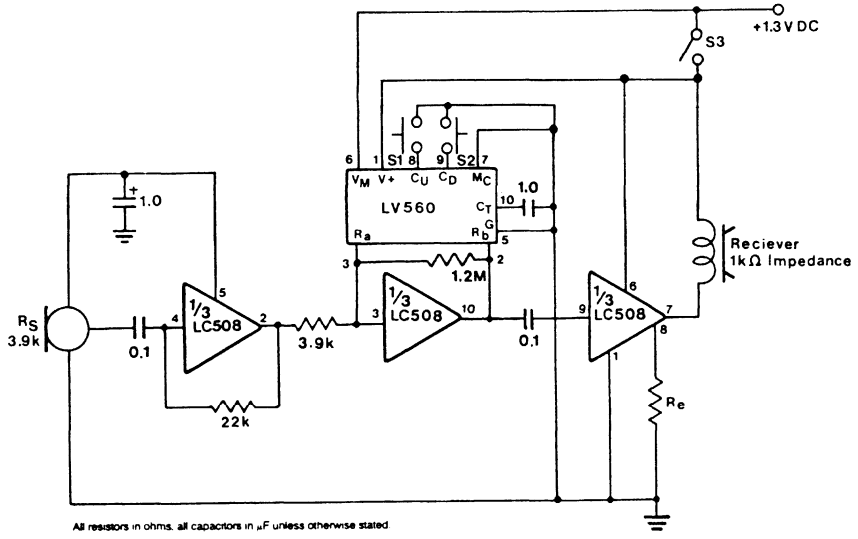 +1.3 V DC
S3
6
1
S1
8
9
S2
7
VM
V+
CU
CD
MC
+
1.0
LV560
CT
10
1.0
G
Ra
Rb
5
3
1.2M
2
Reciever
1kΩ Impedance
RS
3.9k
0.1
4
1/3
LC508
5
2
3.9k
3
1/3
LC508
10
0.1
9
1/3
LC508
6
7
8
1
22k
Re
All resistors in ohms, all capacitors in µF unless otherwise stated